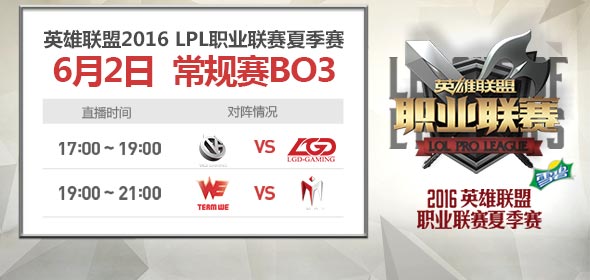 英雄联盟2016 LPL职业联赛夏季赛
6月2日 常规赛BO3
直播时间 对阵情况
17:00~19:00 VS LGD
LGD-GAMING
19:00~21:00 WE VS
TEAM WE
英雄联盟
职业联赛
LOL PRO LEAGUE
雪碧
2016 英雄联盟
职业联赛夏季赛